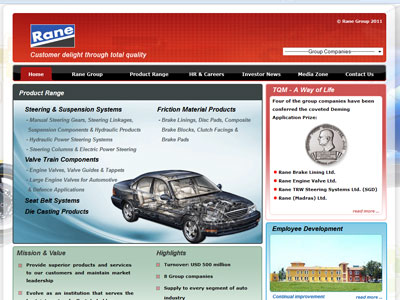 Rane
Customer delight through total quality
© Rane Group 2011
Group Companies
Home
Rane Group
Product Range
HR & Careers
Investor News
Media Zone
Contact Us
Product Range
Steering & Suspension Systems
- Manual Steering Gears, Steering Linkages,
Suspension Components & Hydraulic Products
- Hydraulic Power Steering Systems
- Steering Columns & Electric Power Steering
Valve Train Components
- Engine Valves, Valve Guides & Tappets
- Large Engine Valves for Automotive
& Defence Applications
Seat Belt Systems
Die Casting Products
Friction Material Products
- Brake Linings, Disc Pads, Composite
Brake Blocks, Clutch Facings &
Brake Pads
TQM - A Way of Life
Four of the group companies have been
conferred the coveted Deming
Application Prize:
Rane Brake Lining Ltd.
Rane Engine Valve Ltd.
Rane TRW Steering Systems Ltd. (SGD)
Rane (Madras) Ltd.
read more ...
Mission & Value
Provide superior products and services
to our customers and maintain market
leadership
Evolve as an institution that serves the
Highlights
Turnover: USD 500 million
8 Group companies
Supply to every segment of auto
industry
Employee Development
Continual improvement
read more ...